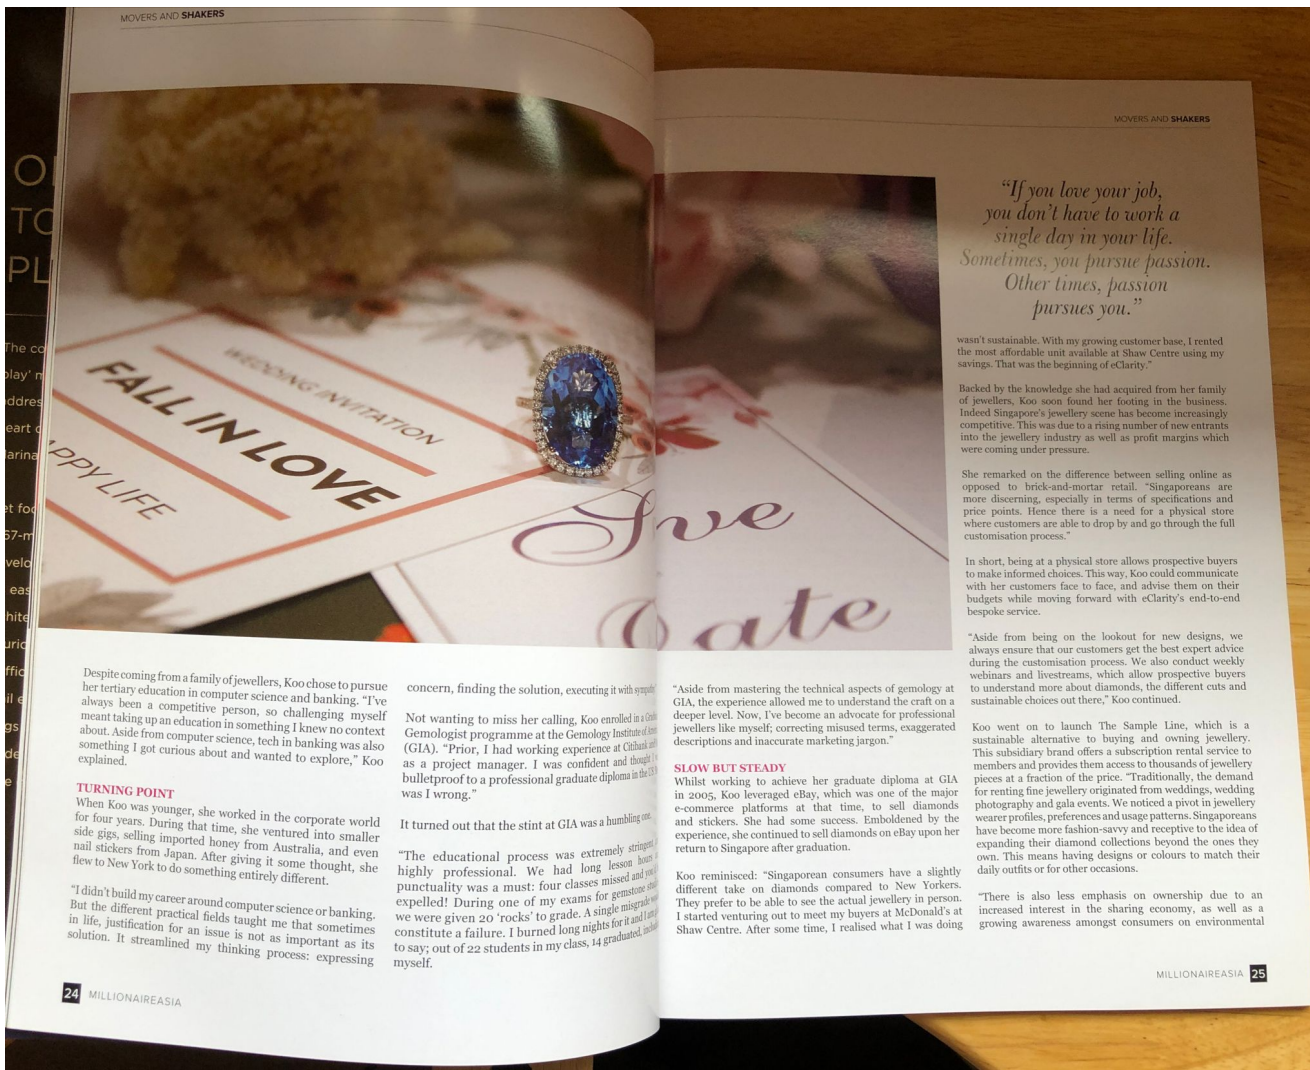 MOVERS AND SHAKERS
WEDDING INVITATION
FALL IN LOVE
APPY LIFE
Despite coming from a family of jewellers, Koo chose to pursue
her tertiary education in computer science and banking. “I’ve
always been a competitive person, so challenging myself
meant taking up an education in something I knew no context
about. Aside from computer science, tech in banking was also
something I got curious about and wanted to explore,” Koo
explained.
TURNING POINT
When Koo was younger, she worked in the corporate world
for four years. During that time, she ventured into smaller
side gigs, selling imported honey from Australia, and even
nail stickers from Japan. After giving it some thought, she
flew to New York to do something entirely different.
“I didn’t build my career around computer science or banking.
But the different practical fields taught me that sometimes
in life, justification for an issue is not as important as its
solution. It streamlined my thinking process: expressing
concern, finding the solution, executing it with
Not wanting to miss her calling, Koo enrolled in a
Gemologist programme at the Gemology Institute of
(GIA). “Prior, I had working experience at Citibank
as a project manager. I was confident and thought I
bulletproof to a professional graduate diploma in the US
was I wrong.”
It turned out that the stint at GIA was a humbling one.
“The educational process was extremely stringent
highly professional. We had long lesson hours
punctuality was a must: four classes missed and
expelled! During one of my exams for gemstone
we were given 20 ‘rocks’ to grade. A single misgrade
constitute a failure. I burned long nights for it and I am
to say; out of 22 students in my class, 14 graduated,
myself.
24 MILLIONAIREASIA
MOVERS AND SHAKERS
ve
ate
“Aside from mastering the technical aspects of gemology at
GIA, the experience allowed me to understand the craft on a
deeper level. Now, I’ve become an advocate for professional
jewellers like myself; correcting misused terms, exaggerated
descriptions and inaccurate marketing jargon.”
SLOW BUT STEADY
Whilst working to achieve her graduate diploma at GIA
in 2005, Koo leveraged eBay, which was one of the major
e-commerce platforms at that time, to sell diamonds
and stickers. She had some success. Emboldened by the
experience, she continued to sell diamonds on eBay upon her
return to Singapore after graduation.
Koo reminisced: “Singaporean consumers have a slightly
different take on diamonds compared to New Yorkers.
They prefer to be able to see the actual jewellery in person.
I started venturing out to meet my buyers at McDonald’s at
Shaw Centre. After some time, I realised what I was doing
“If you love your job,
you don’t have to work a
single day in your life.
Sometimes, you pursue passion.
Other times, passion
pursues you.”
wasn’t sustainable. With my growing customer base, I rented
the most affordable unit available at Shaw Centre using my
savings. That was the beginning of eClarity.”
Backed by the knowledge she had acquired from her family
of jewellers, Koo soon found her footing in the business.
Indeed Singapore’s jewellery scene has become increasingly
competitive. This was due to a rising number of new entrants
into the jewellery industry as well as profit margins which
were coming under pressure.
She remarked on the difference between selling online as
opposed to brick-and-mortar retail. “Singaporeans are
more discerning, especially in terms of specifications and
price points. Hence there is a need for a physical store
where customers are able to drop by and go through the full
customisation process.”
In short, being at a physical store allows prospective buyers
to make informed choices. This way, Koo could communicate
with her customers face to face, and advise them on their
budgets while moving forward with eClarity’s end-to-end
bespoke service.
“Aside from being on the lookout for new designs, we
always ensure that our customers get the best expert advice
during the customisation process. We also conduct weekly
webinars and livestreams, which allow prospective buyers
to understand more about diamonds, the different cuts and
sustainable choices out there,” Koo continued.
Koo went on to launch The Sample Line, which is a
sustainable alternative to buying and owning jewellery.
This subsidiary brand offers a subscription rental service to
members and provides them access to thousands of jewellery
pieces at a fraction of the price. “Traditionally, the demand
for renting fine jewellery originated from weddings, wedding
photography and gala events. We noticed a pivot in jewellery
wearer profiles, preferences and usage patterns. Singaporeans
have become more fashion-savvy and receptive to the idea of
expanding their diamond collections beyond the ones they
own. This means having designs or colours to match their
daily outfits or for other occasions.
“There is also less emphasis on ownership due to an
increased interest in the sharing economy, as well as a
growing awareness amongst consumers on environmental
MILLIONAIREASIA 25